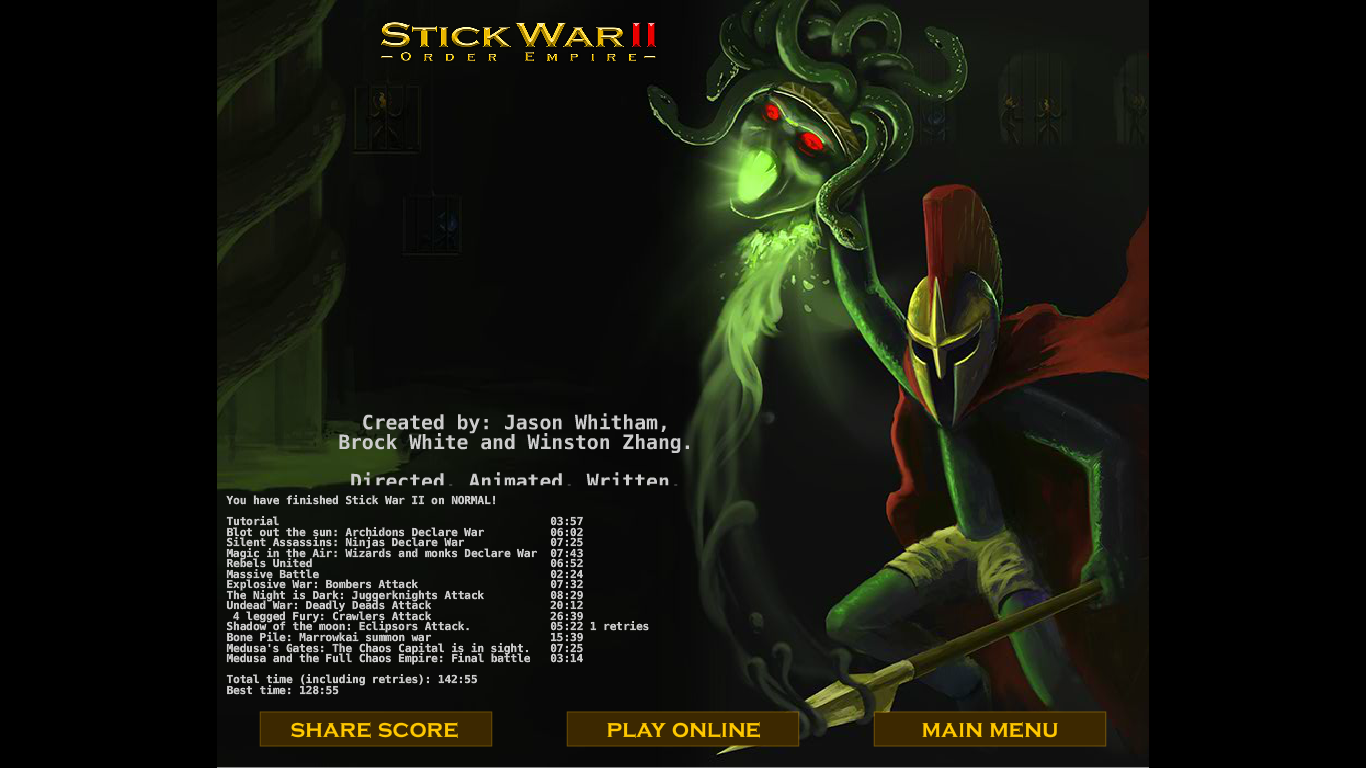 STICK WAR II
-ORDER EMPIRE-
Created by: Jason Whitham,
Brock White and Winston Zhang.
Directed, Animated, Written,
You have finished Stick War II on NORMAL!
Tutorial 03:57
Blot out the sun: Archidons Declare War 06:02
Silent Assassins: Ninjas Declare War 07:25
Magic in the Air: Wizards and monks Declare War 07:43
Rebels United 06:52
Massive Battle 02:24
Explosive War: Bombers Attack 07:32
The Night is Dark: Juggerknights Attack 08:29
Undead War: Deadly Deads Attack 20:12
4 legged Fury: Crawlers Attack 26:39
Shadow of the moon: Eclipsors Attack. 05:22 1 retries
Bone Pile: Marrowkai summon war 15:39
Medusa's Gates: The Chaos Capital is in sight. 07:25
Medusa and the Full Chaos Empire: Final battle 03:14
Total time (including retries): 142:55
Best time: 128:55
SHARE SCORE
PLAY ONLINE
MAIN MENU